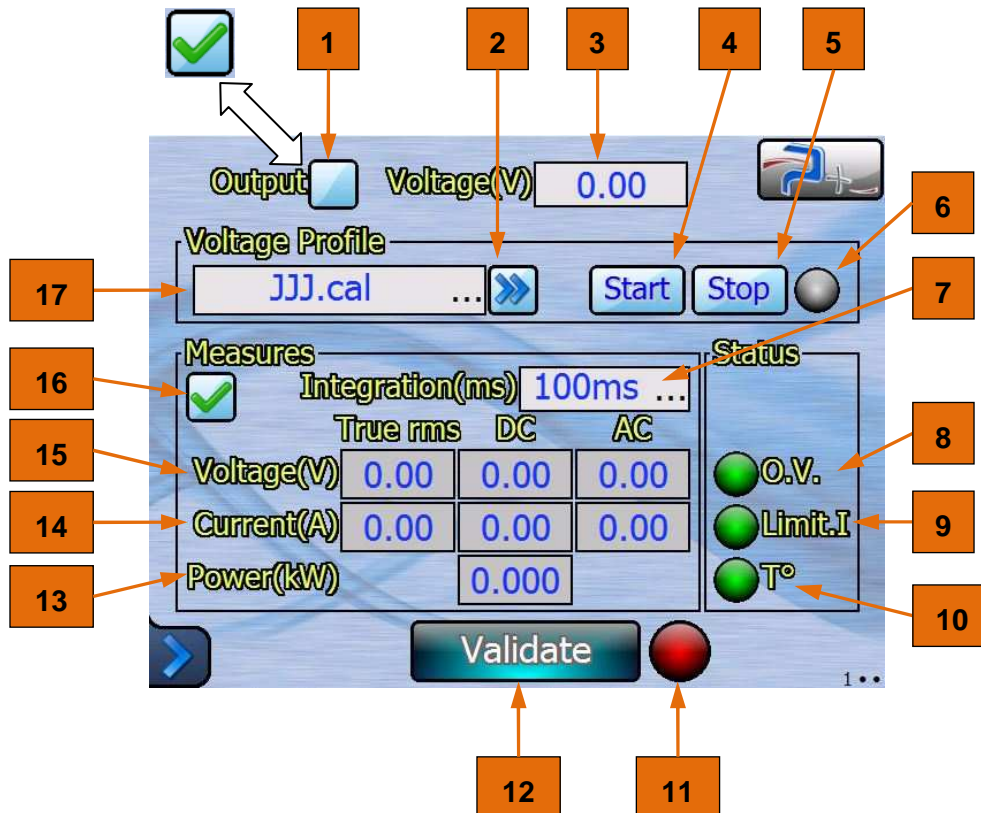 1 2 3 4 5
Output Voltage(V) 0.00
6
Voltage Profile
17 JJJ.cal ... Start Stop
7
Measures Status
16 Integration(ms) 100ms ...
True rms DC AC
8
15 Voltage(V) 0.00 0.00 0.00 O.V.
14 Current(A) 0.00 0.00 0.00 Limit.I 9
13 Power(kW) 0.000 T°
10
Validate
1
12 11